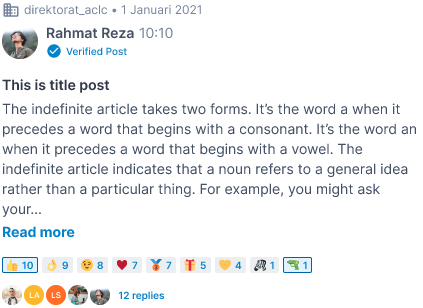 direktorat_aclc • 1 Januari 2021
Rahmat Reza 10:10
Verified Post
This is title post
The indefinite article takes two forms. It’s the word a when it
precedes a word that begins with a consonant. It’s the word an
when it precedes a word that begins with a vowel. The
indefinite article indicates that a noun refers to a general idea
rather than a particular thing. For example, you might ask
your...
Read more
10 9 8 7 7 5 4 1 1
LA LS 12 replies